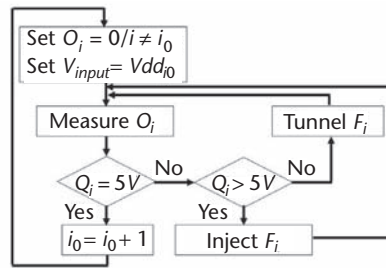 Set O_i = 0/i ≠ i_0
Set V_input = Vdd_i0
Measure O_i
Tunnel F_i
Q_i = 5V
No
Q_i > 5V
No
Yes
Yes
i_0 = i_0 + 1
Inject F_i